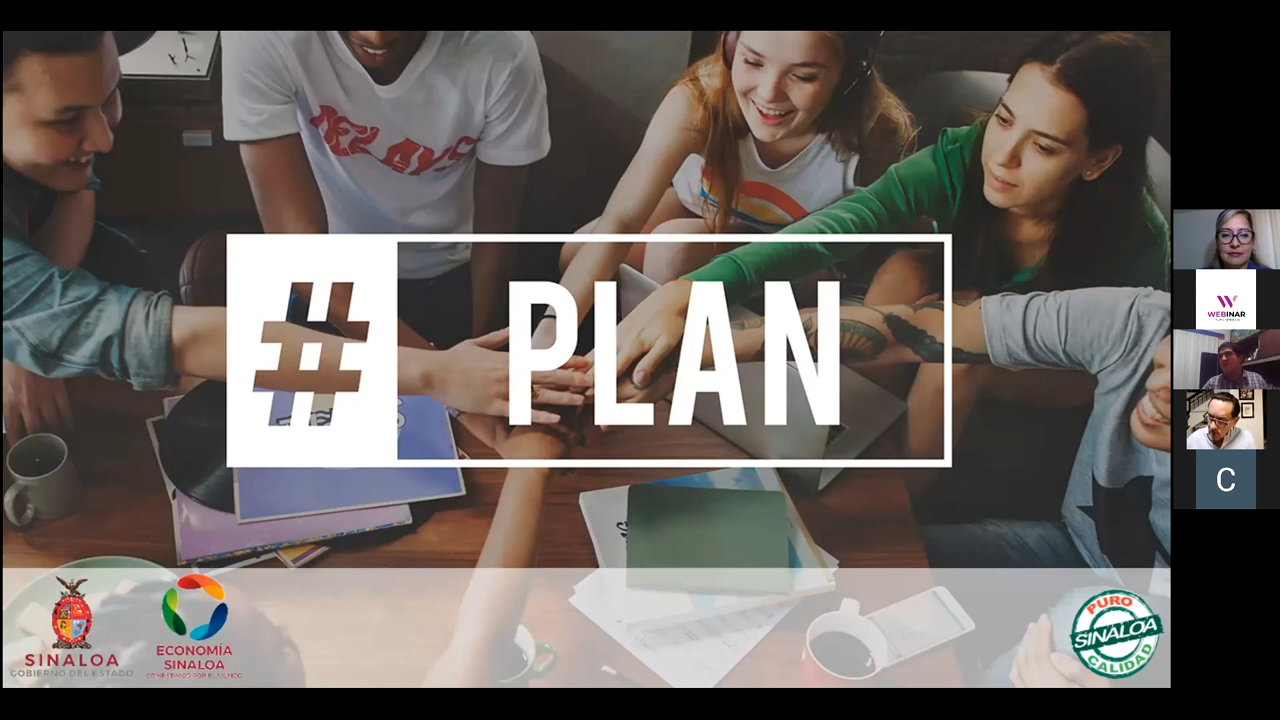 # PLAN
SINALOA
GOBIERNO DEL ESTADO
ECONOMÍA
SINALOA
PURO
SINALOA
CALIDAD
WEBINAR
C